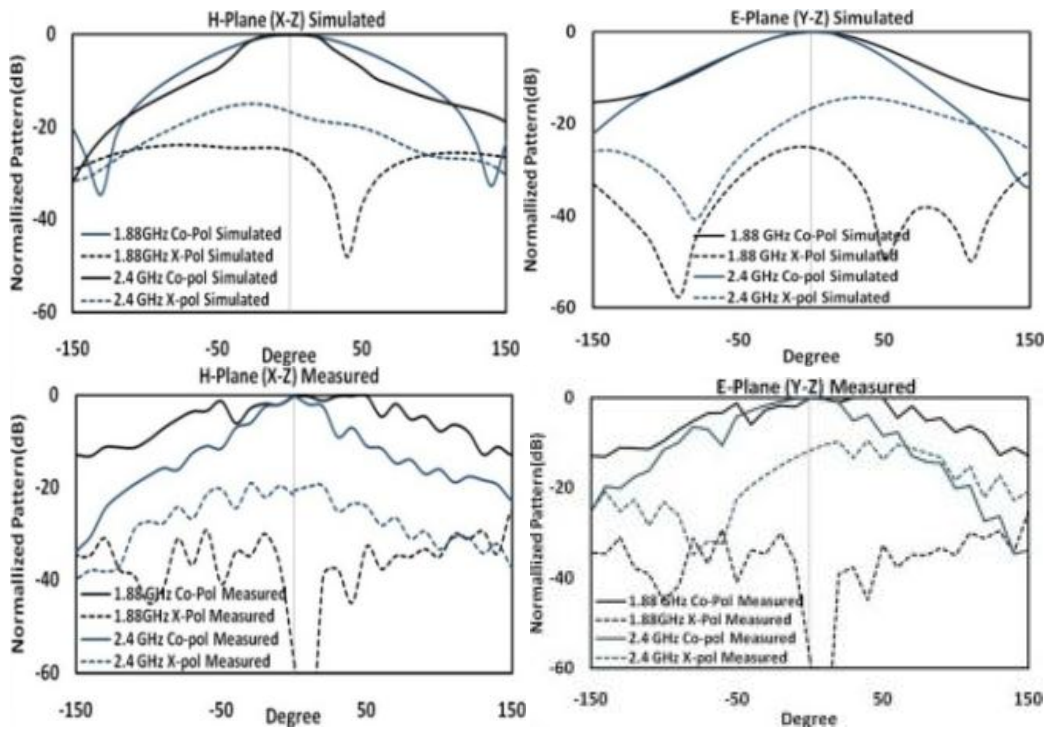 H-Plane (X-Z) Simulated
Normallized Pattern(dB)
0
-20
-40
-60
1.88GHz Co-Pol Simulated
1.88GHz X-Pol Simulated
2.4 GHz Co-pol Simulated
2.4 GHz X-pol Simulated
-150
-50
50
150
Degree
E-Plane (Y-Z) Simulated
Normallized Pattern(dB)
0
-20
-40
-60
1.88 GHz Co-Pol Simulated
1.88 GHz X-Pol Simulated
2.4 GHz Co-pol Simulated
2.4 GHz X-pol Simulated
-150
-50
50
150
Degree
H-Plane (X-Z) Measured
Normallized Pattern(dB)
0
-20
-40
-60
1.88GHz Co-Pol Measured
1.88GHz X-Pol Measured
2.4 GHz Co-pol Measured
2.4 GHz X-pol Measured
-150
-50
50
150
Degree
E-Plane (Y-Z) Measured
Normallized Pattern(dB)
0
-20
-40
-60
1.88 GHz Co-Pol Measured
1.88GHz X-Pol Measured
2.4 GHz Co-pol Measured
2.4 GHz X-pol Measured
-150
-50
50
150
Degree